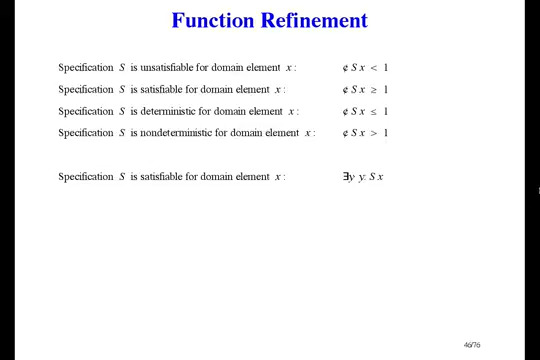 Function Refinement
Specification S is unsatisfiable for domain element x : ¢ S x < 1
Specification S is satisfiable for domain element x : ¢ S x ≥ 1
Specification S is deterministic for domain element x : ¢ S x ≤ 1
Specification S is nondeterministic for domain element x : ¢ S x > 1
Specification S is satisfiable for domain element x : ∃y y: S x
46/76